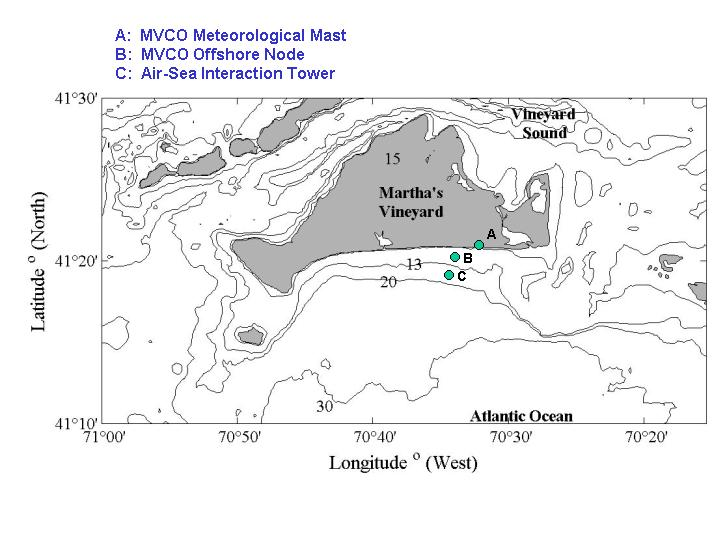 A: MVCO Meteorological Mast
B: MVCO Offshore Node
C: Air-Sea Interaction Tower
41°30'
Vineyard
Sound
15
Martha's
Vineyard
A
41°20'
B
13
C
20
30
Atlantic Ocean
41°10'
71°00'
70°50'
70°40'
70°30'
70°20'
Latitude ° (North)
Longitude ° (West)